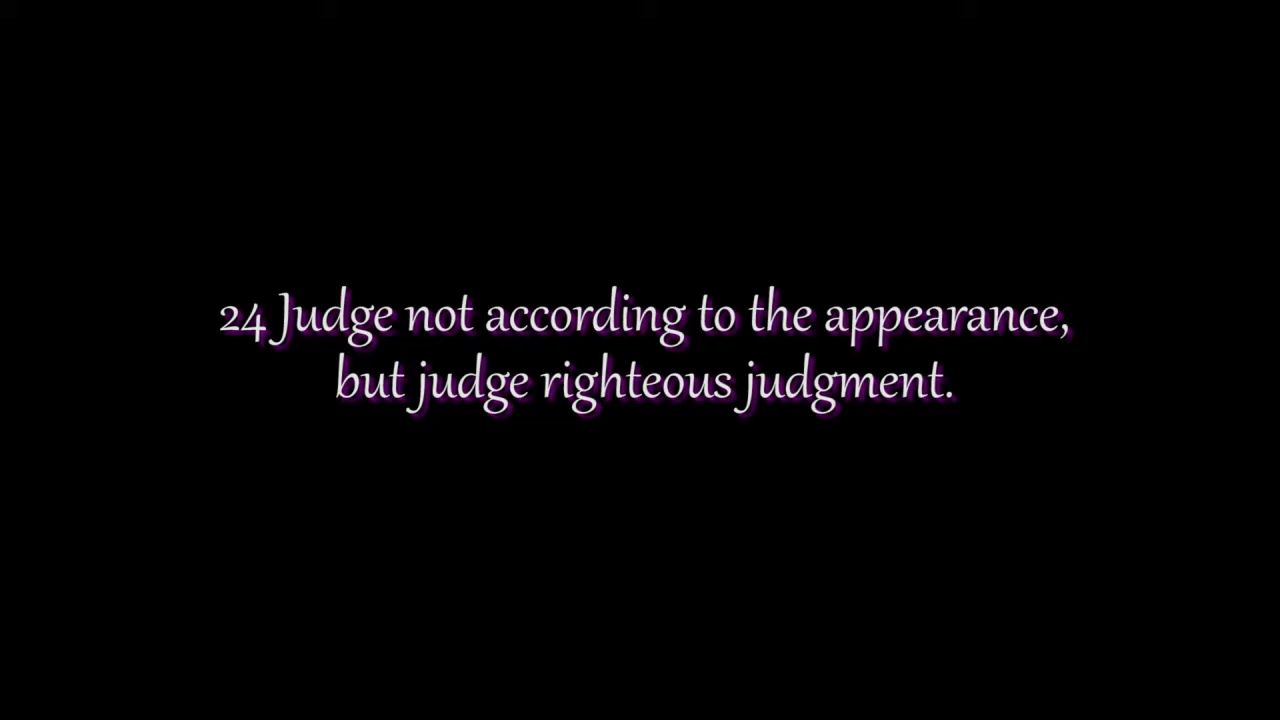 24 Judge not according to the appearance,
but judge righteous judgment.